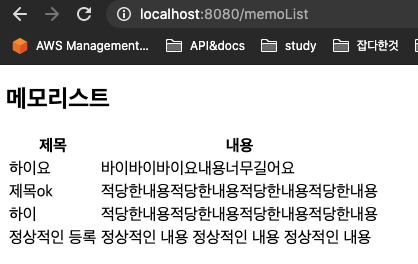 localhost:8080/memoList
AWS Management... API&docs study 잡다한것
메모리스트
제목 내용
하이요 바이바이바이요내용너무길어요
제목ok 적당한내용적당한내용적당한내용적당한내용
하이 적당한내용적당한내용적당한내용적당한내용
정상적인 등록 정상적인 내용 정상적인 내용 정상적인 내용